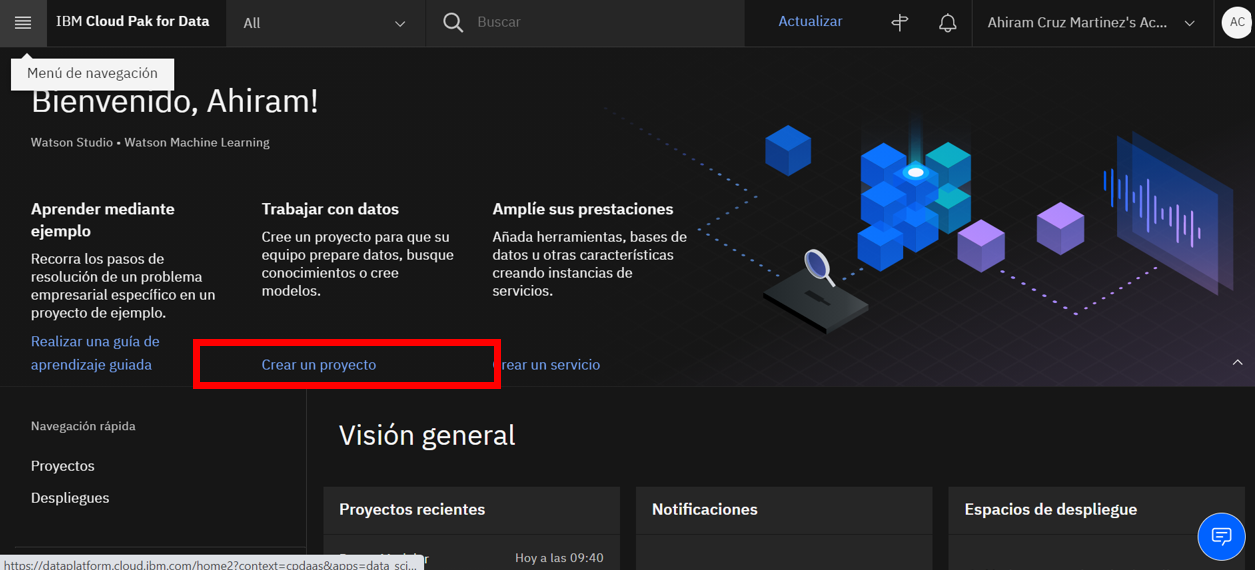 IBM Cloud Pak for Data
All
Buscar
Actualizar
Ahiram Cruz Martinez's Ac...
AC
Menú de navegación
Bienvenido, Ahiram!
Watson Studio • Watson Machine Learning
Aprender mediante
ejemplo
Recorra los pasos de
resolución de un problema
empresarial específico en un
proyecto de ejemplo.
Realizar una guía de
aprendizaje guiada
Trabajar con datos
Cree un proyecto para que su
equipo prepare datos, busque
conocimientos o cree
modelos.
Crear un proyecto
Amplíe sus prestaciones
Añada herramientas, bases de
datos u otras características
creando instancias de
servicios.
Crear un servicio
Navegación rápida
Proyectos
Despliegues
Visión general
Proyectos recientes
Hoy a las 09:40
Notificaciones
Espacios de despliegue
https://dataplatform.cloud.ibm.com/home2?context=cpdaas&apps=data_sci...